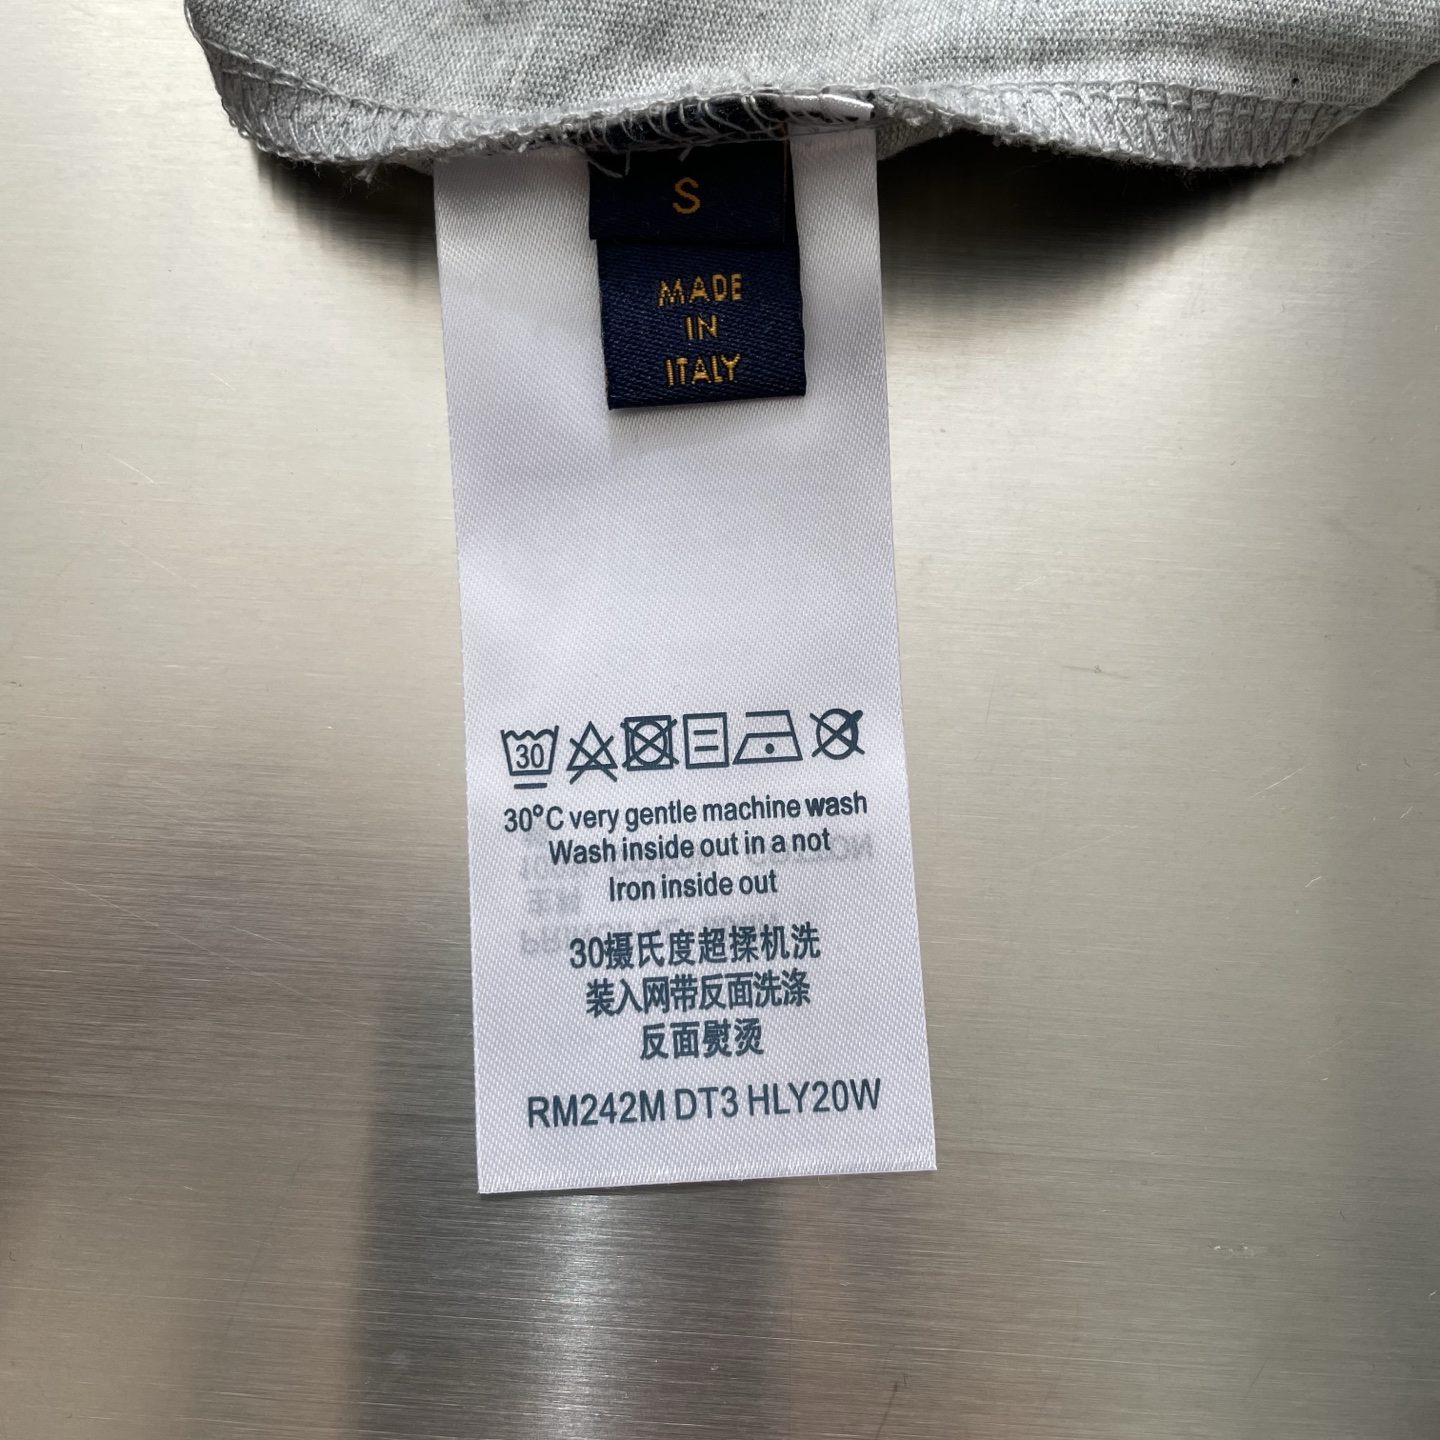 S
MADE
IN
ITALY
30
30°C very gentle machine wash
Wash inside out in a not
Iron inside out
30摄氏度超揉机洗
装入网带反面洗涤
反面熨烫
RM242M DT3 HLY20W